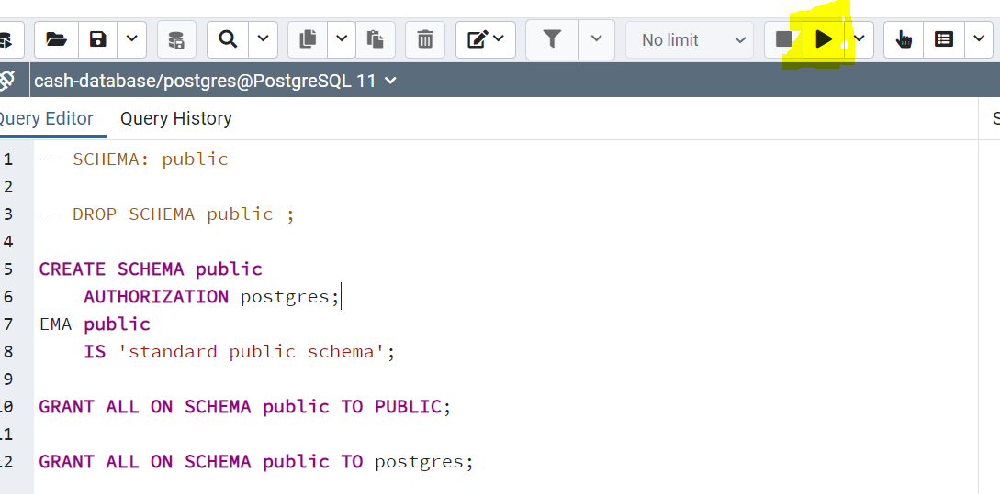 No limit
cash-database/postgres@PostgreSQL 11
Query Editor Query History
1 -- SCHEMA: public
2
3 -- DROP SCHEMA public ;
4
5 CREATE SCHEMA public
6 AUTHORIZATION postgres;
7 EMA public
8 IS 'standard public schema';
9
10 GRANT ALL ON SCHEMA public TO PUBLIC;
11
12 GRANT ALL ON SCHEMA public TO postgres;